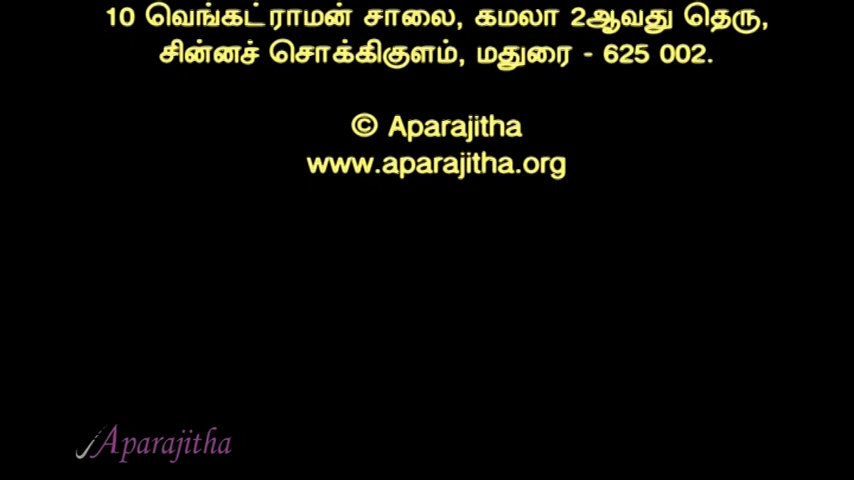 10 வெங்கட்ராமன் சாலை, கமலா 2ஆவது தெரு,
சின்னச் சொக்கிகுளம், மதுரை - 625 002.
© Aparajitha
www.aparajitha.org
Aparajitha